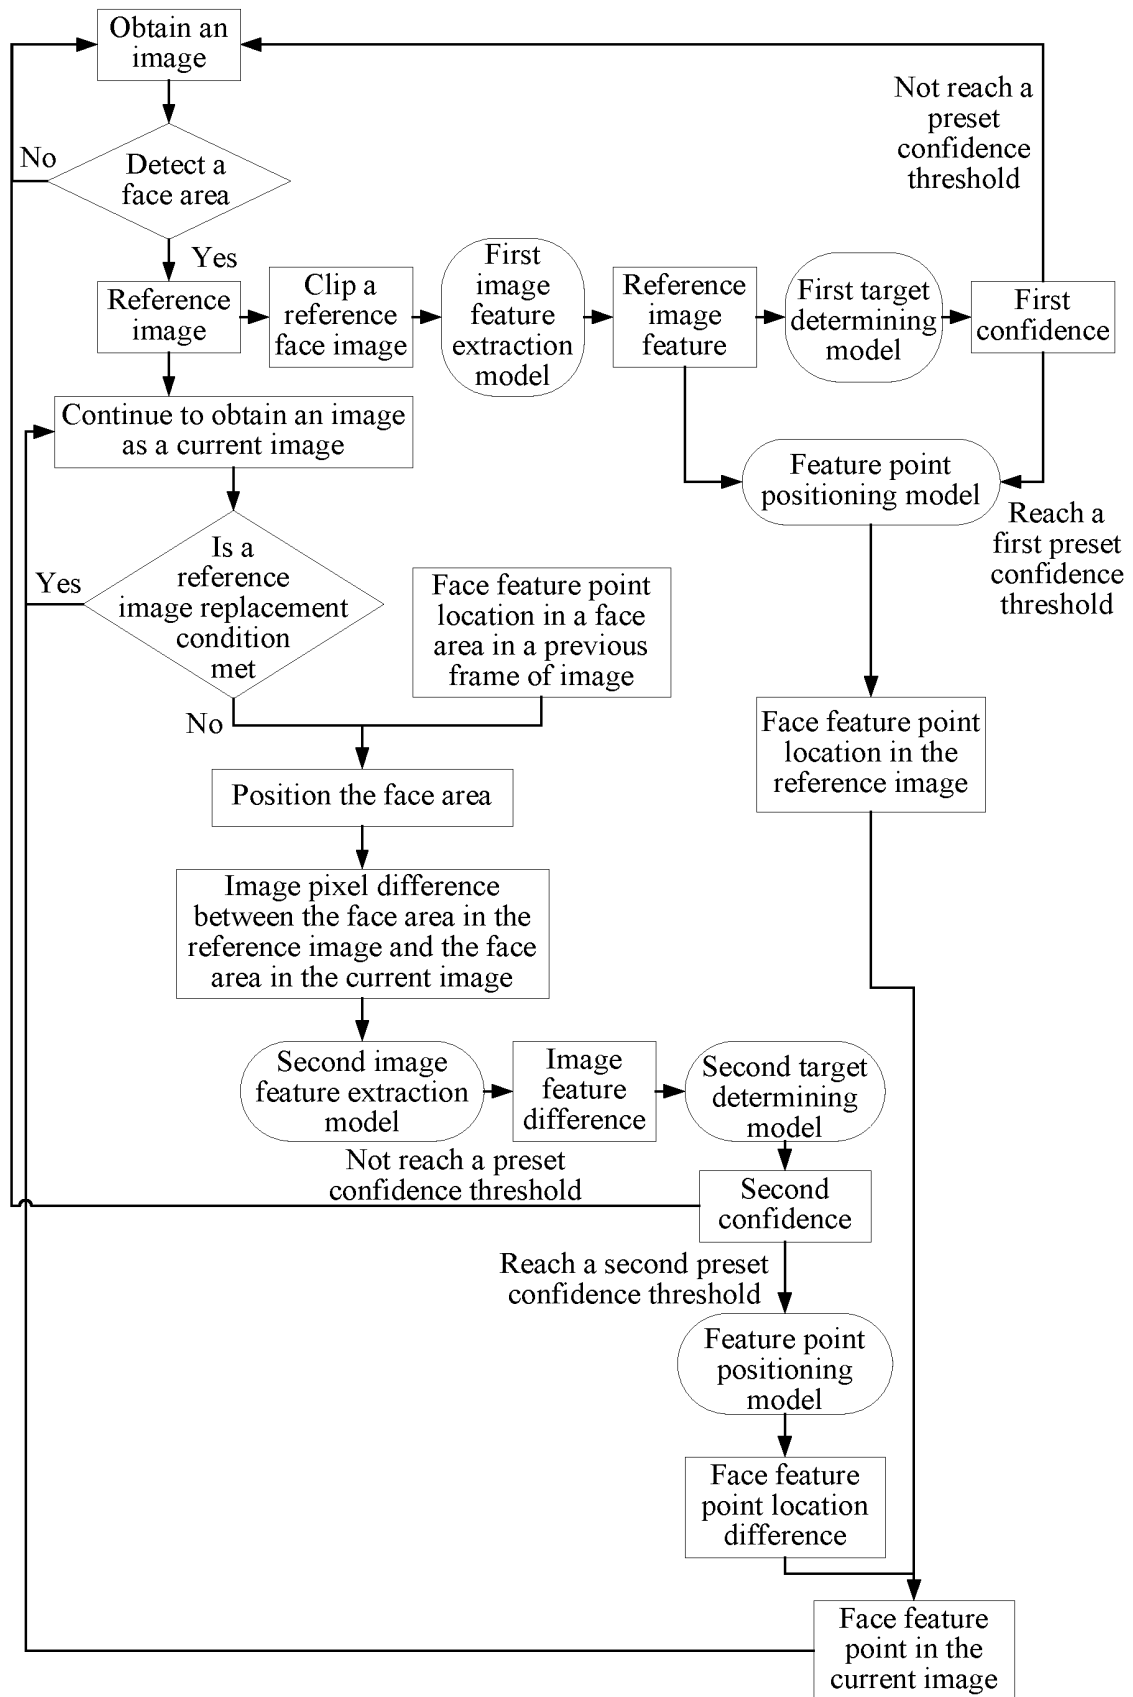 Obtain an
image
Not reach a
preset
confidence
threshold
No
Detect a
face area
Yes
Reference
image
Clip a
reference
face image
First
image
feature
extraction
model
Reference
image
feature
First target
determining
model
First
confidence
Continue to obtain an image
as a current image
Feature point
positioning model
Reach a
first preset
confidence
threshold
Yes
Is a
reference
image replacement
condition
met
Face feature point
location in a face
area in a previous
frame of image
No
Face feature point
location in the
reference image
Position the face area
Image pixel difference
between the face area in the
reference image and the face
area in the current image
Second image
feature extraction
model
Image
feature
difference
Second target
determining
model
Not reach a preset
confidence threshold
Second
confidence
Reach a second preset
confidence threshold
Feature point
positioning
model
Face feature
point location
difference
Face feature
point in the
current image